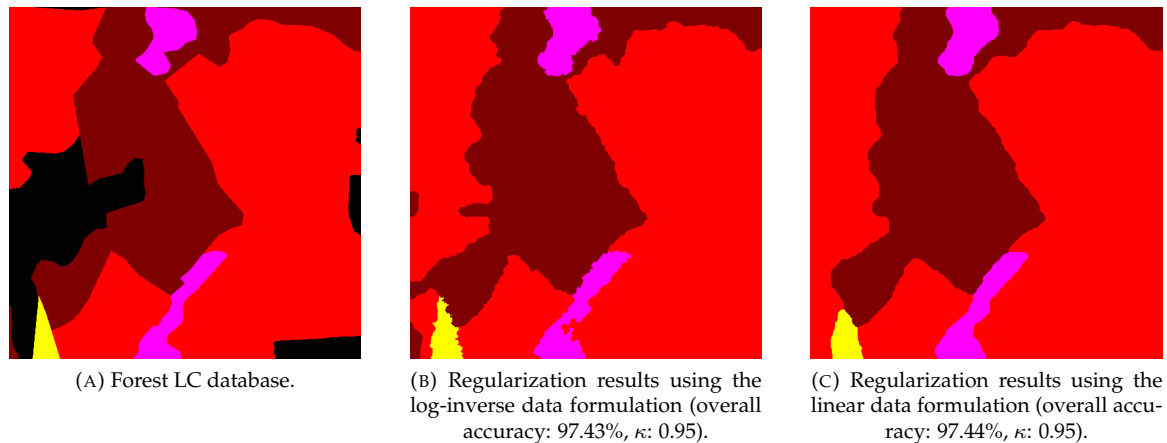 (A) Forest LC database.
(B) Regularization results using the
log-inverse data formulation (overall
accuracy: 97.43%, κ: 0.95).
(C) Regularization results using the
linear data formulation (overall accu-
racy: 97.44%, κ: 0.95).